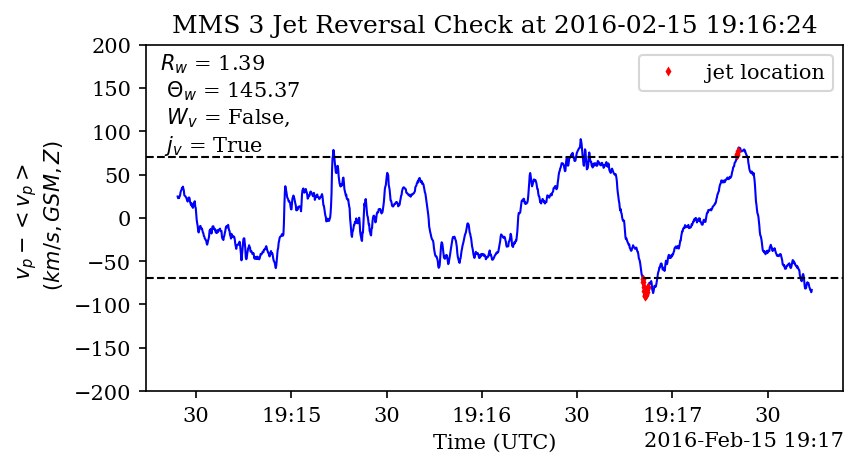 MMS 3 Jet Reversal Check at 2016-02-15 19:16:24
R_w = 1.39
Θ_w = 145.37
W_v = False,
j_v = True
jet location
200
150
100
50
0
−50
−100
−150
−200
v_p − < v_p >
(km/s, GSM, Z)
30
19:15
30
19:16
30
19:17
30
Time (UTC)
2016-Feb-15 19:17